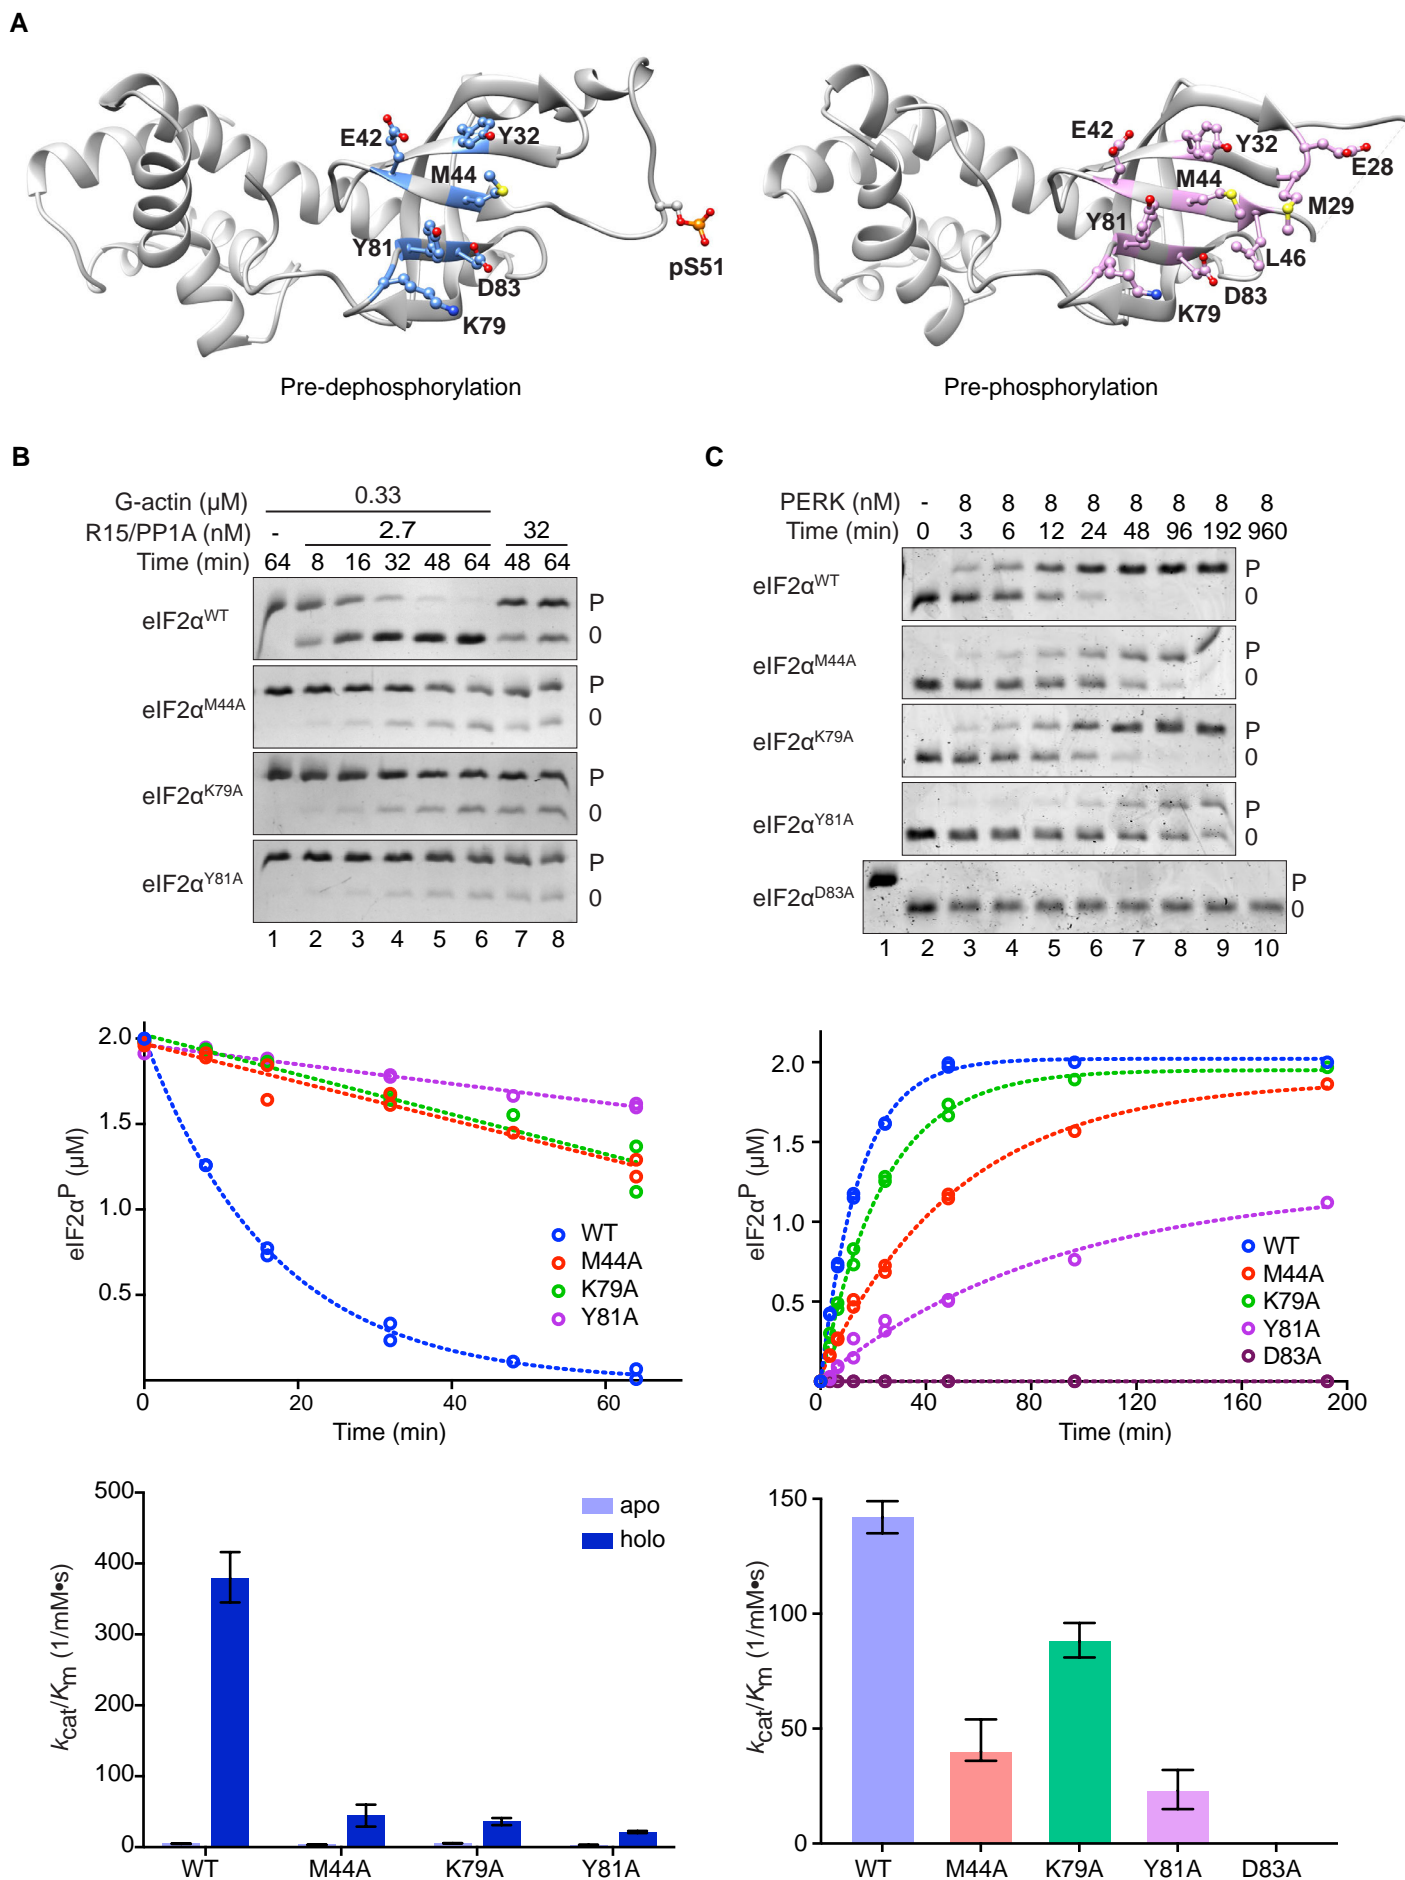 A
E42
Y32
M44
Y81
D83
K79
pS51
Pre-dephosphorylation
E42
Y32
E28
M44
M29
Y81
L46
D83
K79
Pre-phosphorylation
B
G-actin (µM) 0.33
R15/PP1A (nM) - 2.7 32
Time (min) 64 8 16 32 48 64 48 64
eIF2α^WT P
0
eIF2α^M44A P
0
eIF2α^K79A P
0
eIF2α^Y81A P
0
1 2 3 4 5 6 7 8
C
PERK (nM) - 8 8 8 8 8 8 8 8
Time (min) 0 3 6 12 24 48 96 192 960
eIF2α^WT P
0
eIF2α^M44A P
0
eIF2α^K79A P
0
eIF2α^Y81A P
0
eIF2α^D83A P
0
1 2 3 4 5 6 7 8 9 10
eIF2α^P (µM)
2.0
1.5
1.0
0.5
0 20 40 60
Time (min)
WT
M44A
K79A
Y81A
eIF2α^P (µM)
2.0
1.5
1.0
0.5
0 40 80 120 160 200
Time (min)
WT
M44A
K79A
Y81A
D83A
kcat/Km (1/mM•s)
500
400
300
200
100
0
apo
holo
WT M44A K79A Y81A
kcat/Km (1/mM•s)
150
100
50
0
WT M44A K79A Y81A D83A